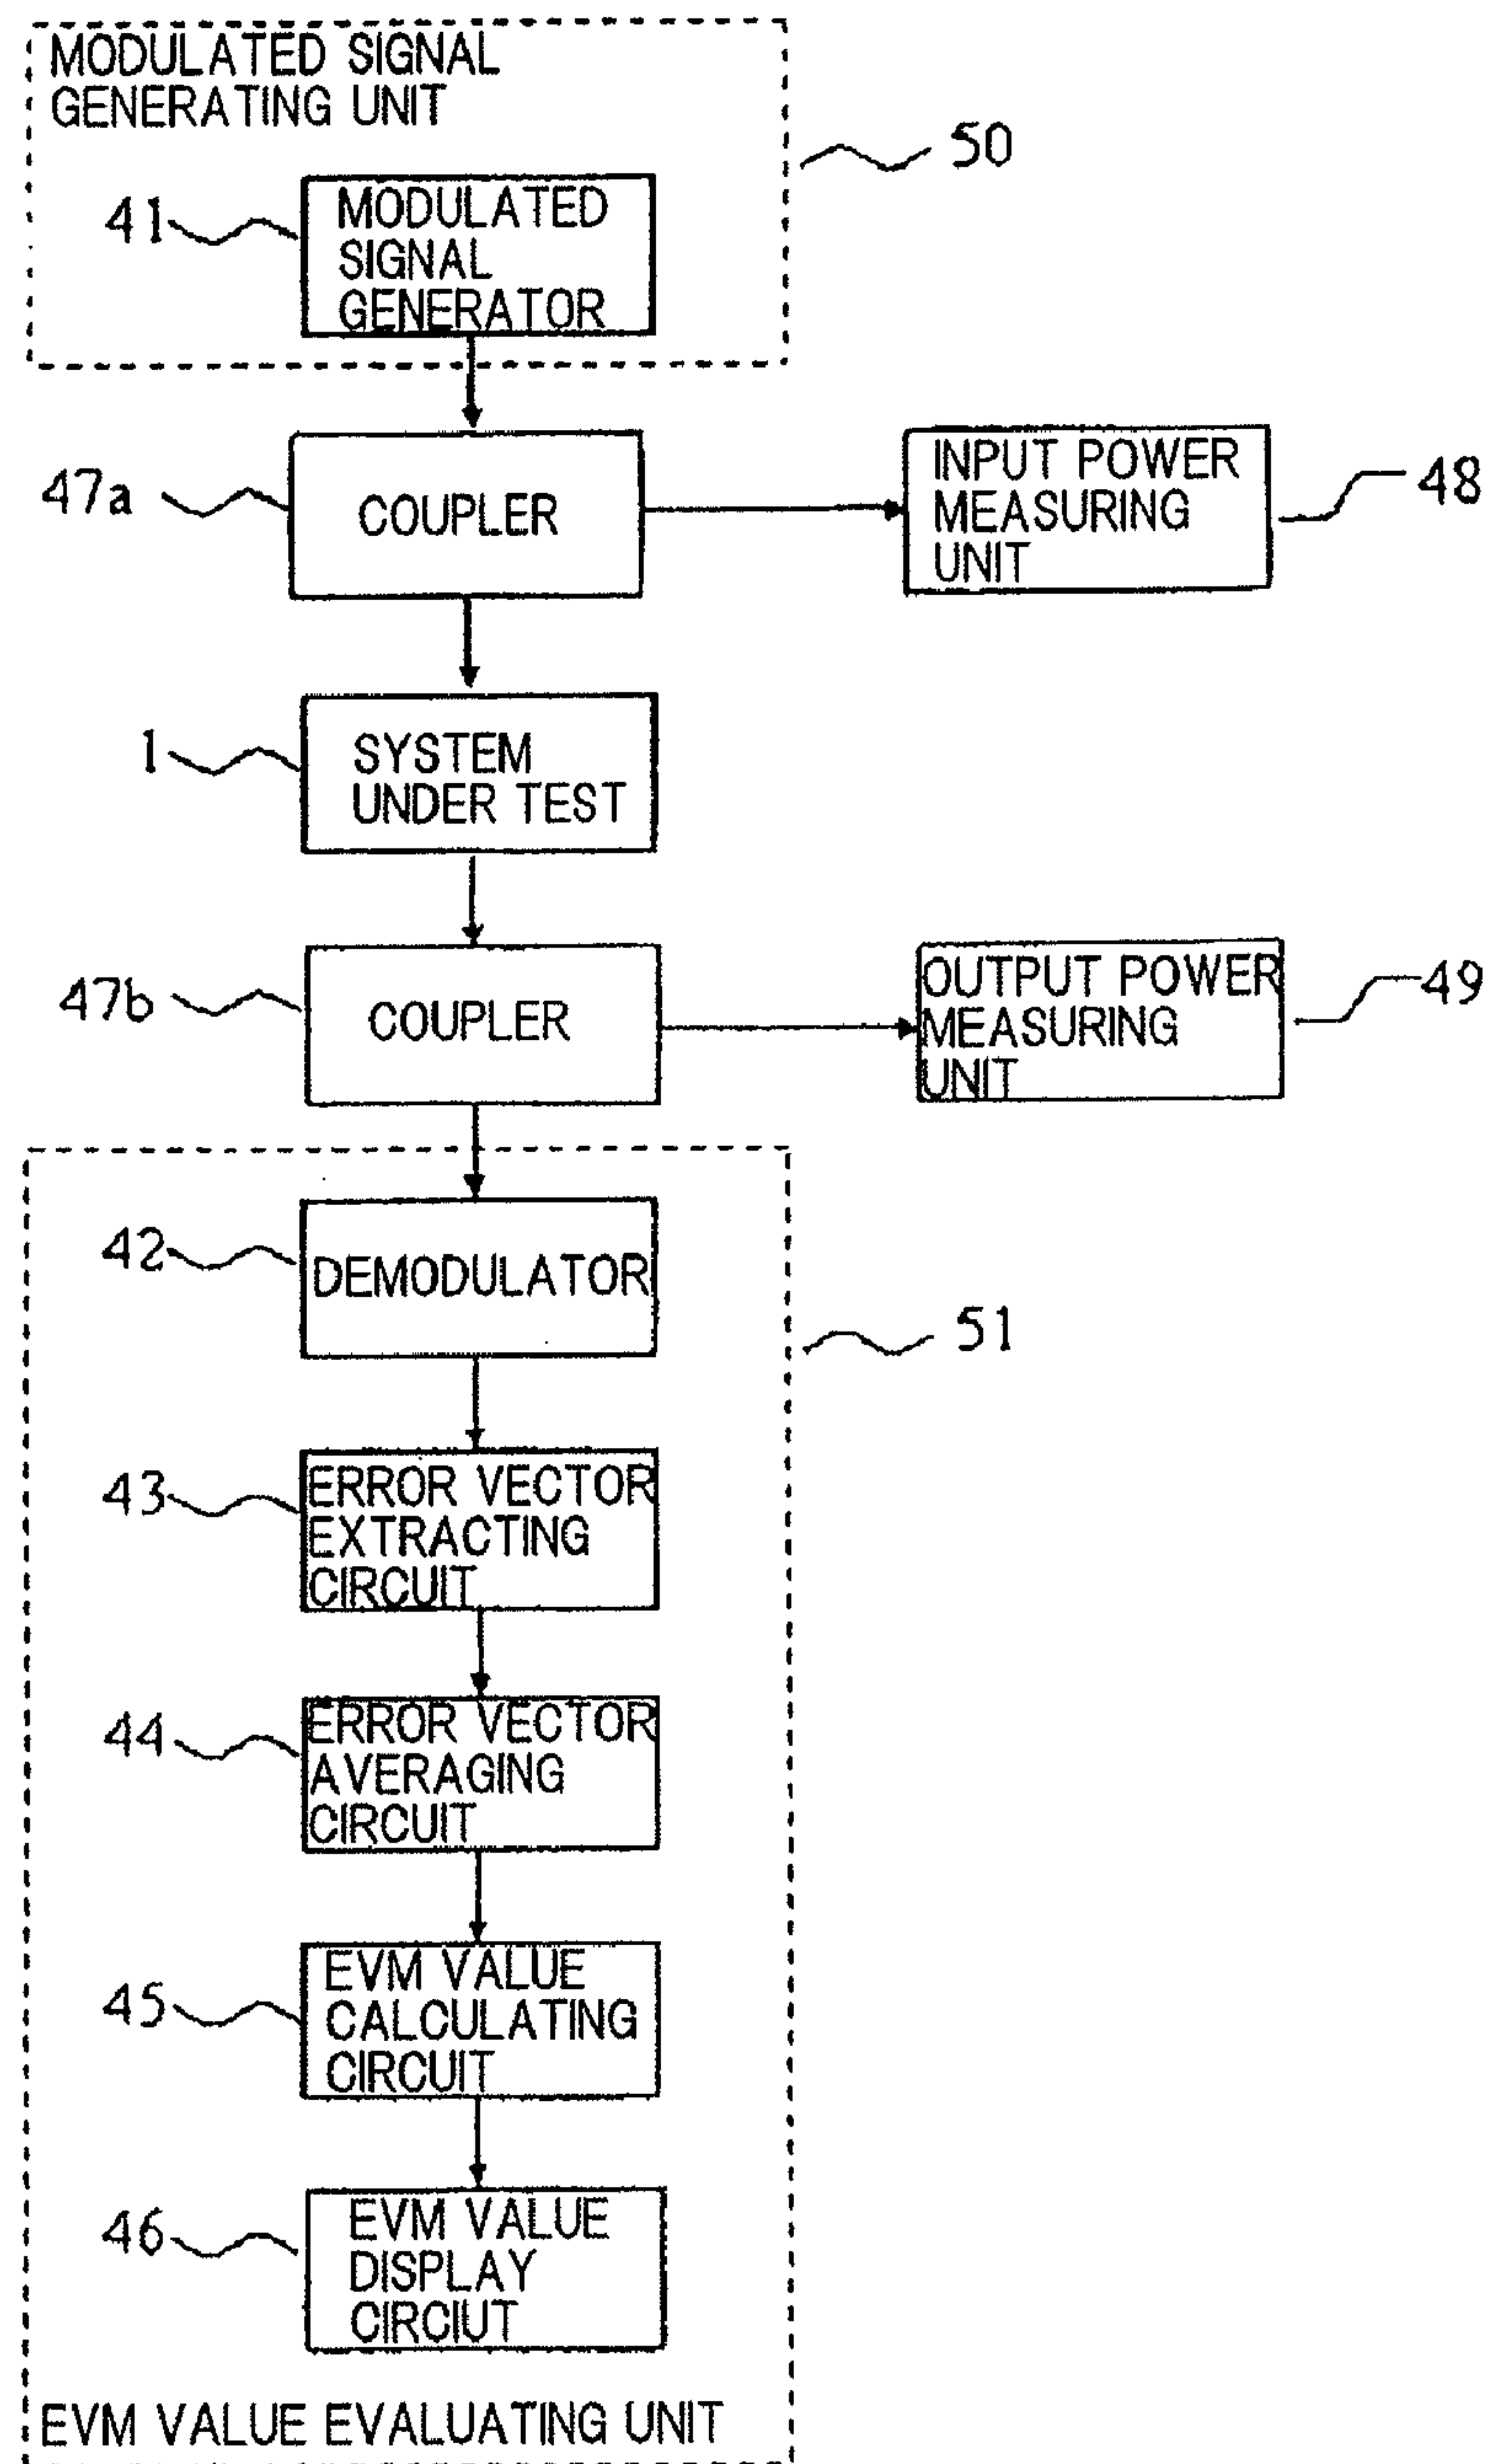 MODULATED SIGNAL
GENERATING UNIT
50
41
MODULATED
SIGNAL
GENERATOR
47a
COUPLER
INPUT POWER
MEASURING
UNIT
48
1
SYSTEM
UNDER TEST
47b
COUPLER
OUTPUT POWER
MEASURING
UNIT
49
42
DEMODULATOR
51
43
ERROR VECTOR
EXTRACTING
CIRCUIT
44
ERROR VECTOR
AVERAGING
CIRCUIT
45
EVM VALUE
CALCULATING
CIRCUIT
46
EVM VALUE
DISPLAY
CIRCIUT
EVM VALUE EVALUATING UNIT